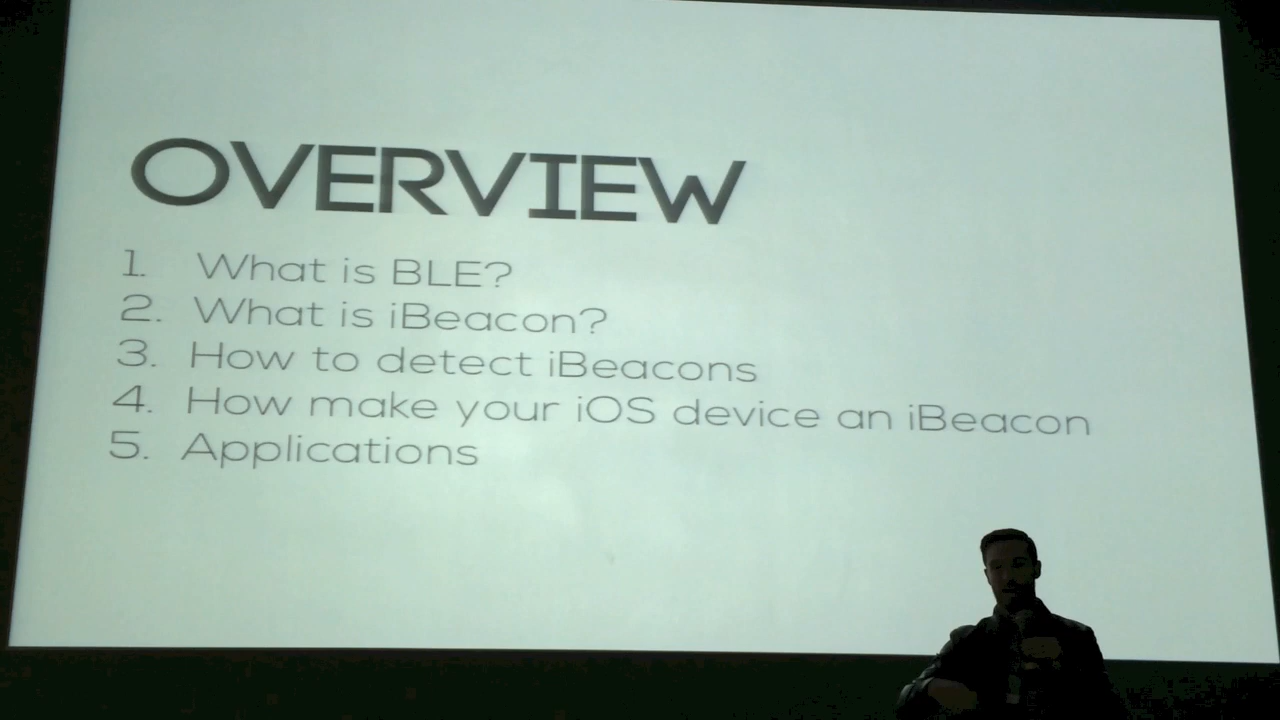 OVERVIEW
1. What is BLE?
2. What is iBeacon?
3. How to detect iBeacons
4. How make your iOS device an iBeacon
5. Applications